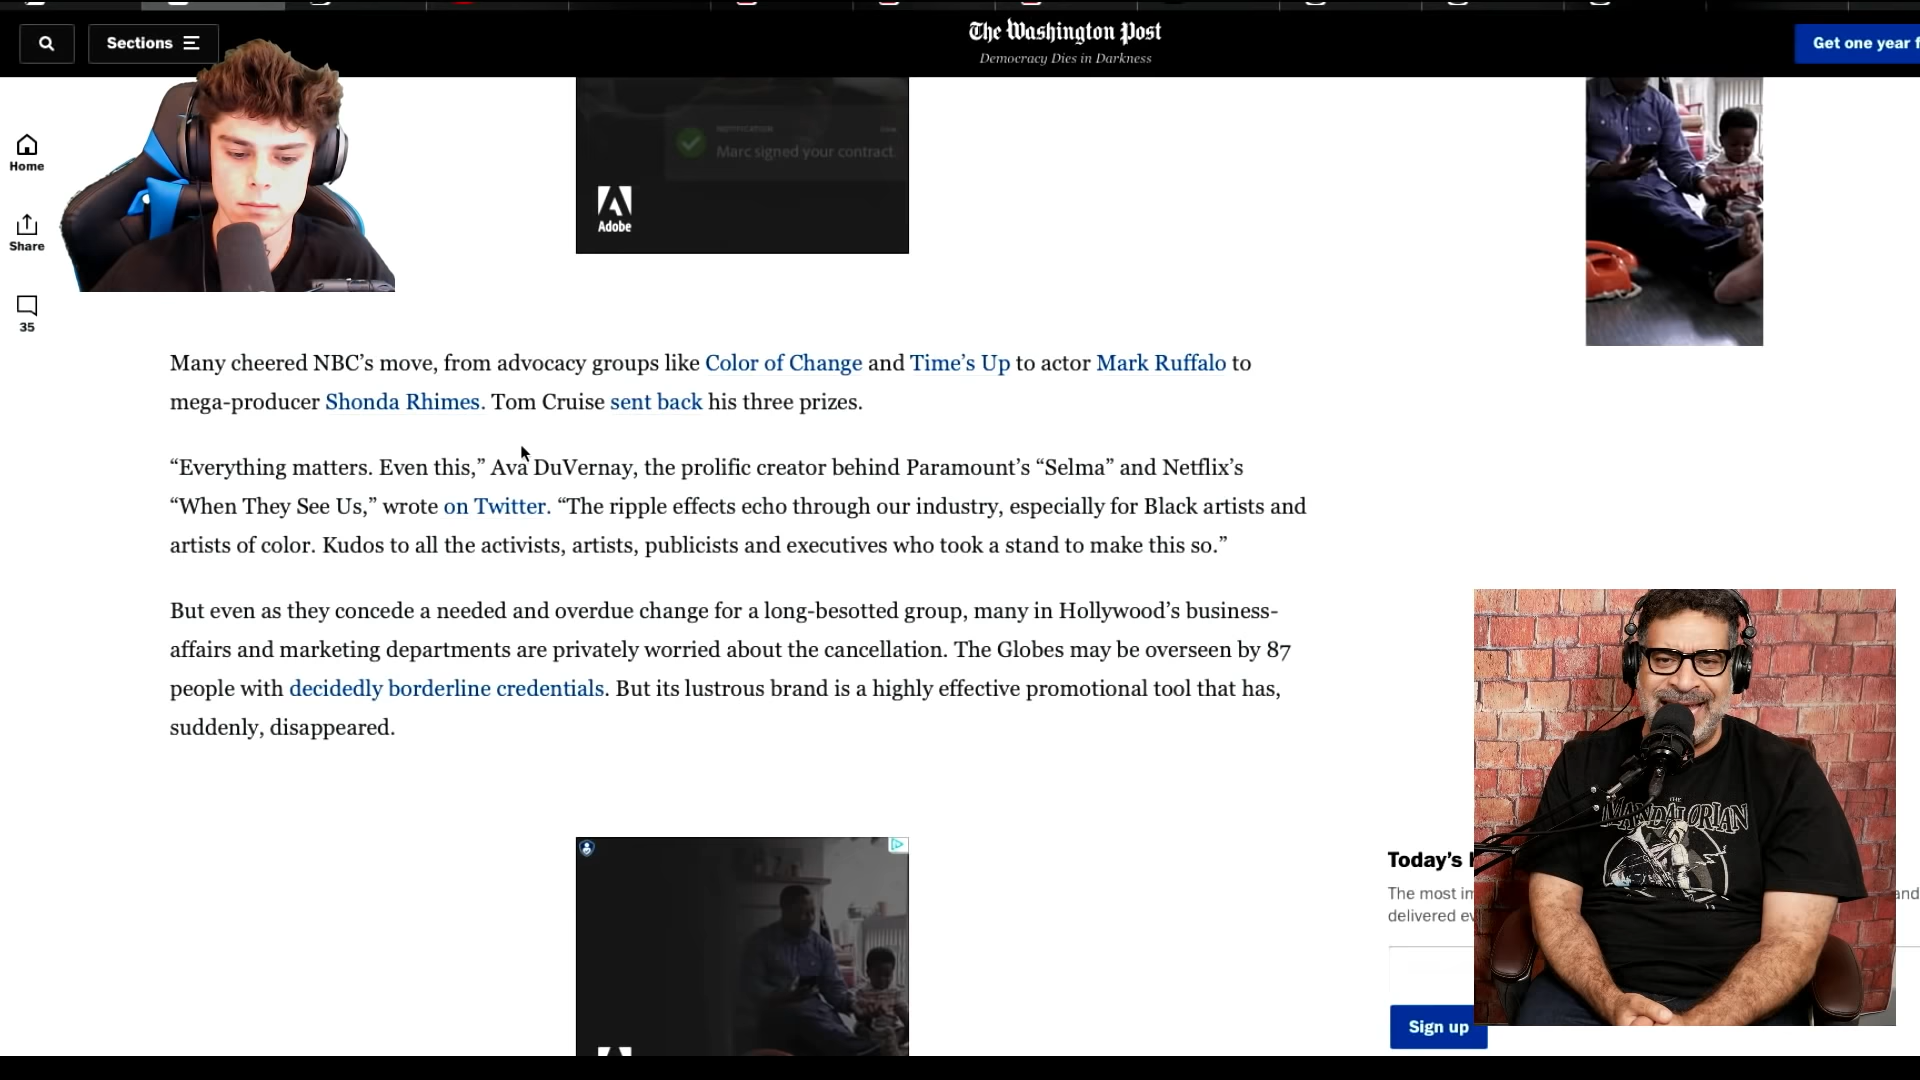 Sections
The Washington Post
Democracy Dies in Darkness
Get one year f
Home
Share
35
NOTIFICATION
Marc signed your contract.
Adobe
Many cheered NBC’s move, from advocacy groups like Color of Change and Time’s Up to actor Mark Ruffalo to
mega-producer Shonda Rhimes. Tom Cruise sent back his three prizes.
“Everything matters. Even this,” Ava DuVernay, the prolific creator behind Paramount’s “Selma” and Netflix’s
“When They See Us,” wrote on Twitter. “The ripple effects echo through our industry, especially for Black artists and
artists of color. Kudos to all the activists, artists, publicists and executives who took a stand to make this so.”
But even as they concede a needed and overdue change for a long-besotted group, many in Hollywood’s business-
affairs and marketing departments are privately worried about the cancellation. The Globes may be overseen by 87
people with decidedly borderline credentials. But its lustrous brand is a highly effective promotional tool that has,
suddenly, disappeared.
THE
MANDALORIAN
Today’s
The most im
and
delivered ev
Sign up